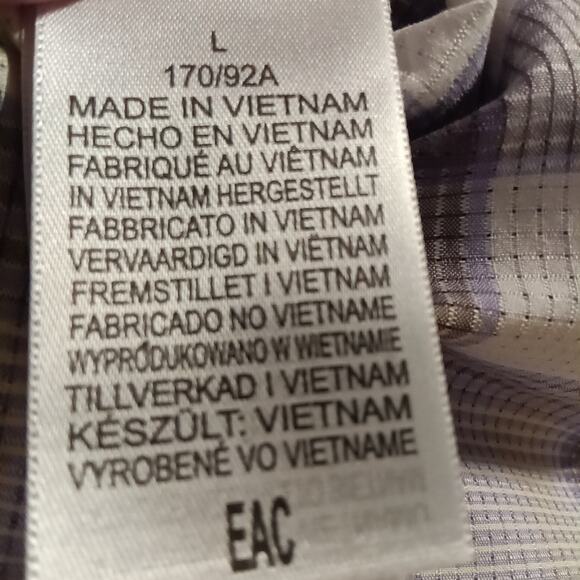 L
170/92A
MADE IN VIETNAM
HECHO EN VIETNAM
FABRIQUÉ AU VIÊTNAM
IN VIETNAM HERGESTELLT
FABBRICATO IN VIETNAM
VERVAARDIGD IN VIËTNAM
FREMSTILLET I VIETNAM
FABRICADO NO VIETNAME
WYPRODUKOWANO W WIETNAMIE
TILLVERKAD I VIETNAM
KÉSZÜLT: VIETNAM
VYROBENÉ VO VIETNAME
EAC